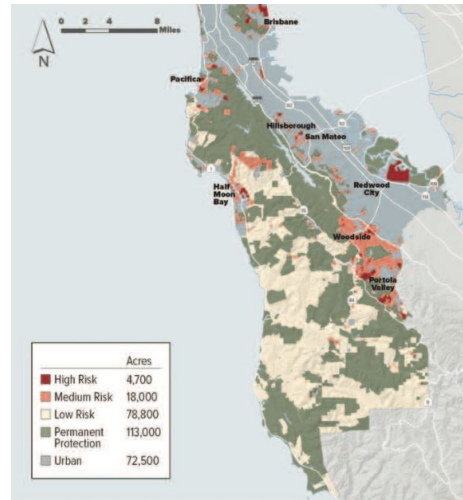 0 2 4 8
Miles
N
Brisbane
Pacifica
Hillsborough
San Mateo
Redwood
City
Half
Moon
Bay
Woodside
Portola
Valley
Acres
High Risk 4,700
Medium Risk 18,000
Low Risk 78,800
Permanent
Protection 113,000
Urban 72,500